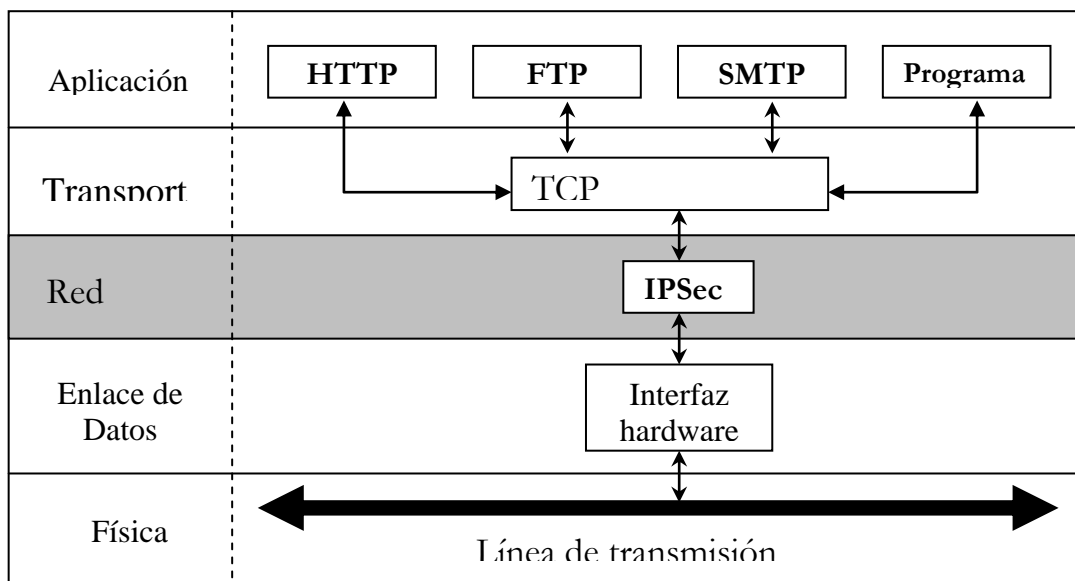 Aplicación
HTTP
FTP
SMTP
Programa
Transport
TCP
Red
IPSec
Enlace de
Datos
Interfaz
hardware
Física
Línea de transmisión